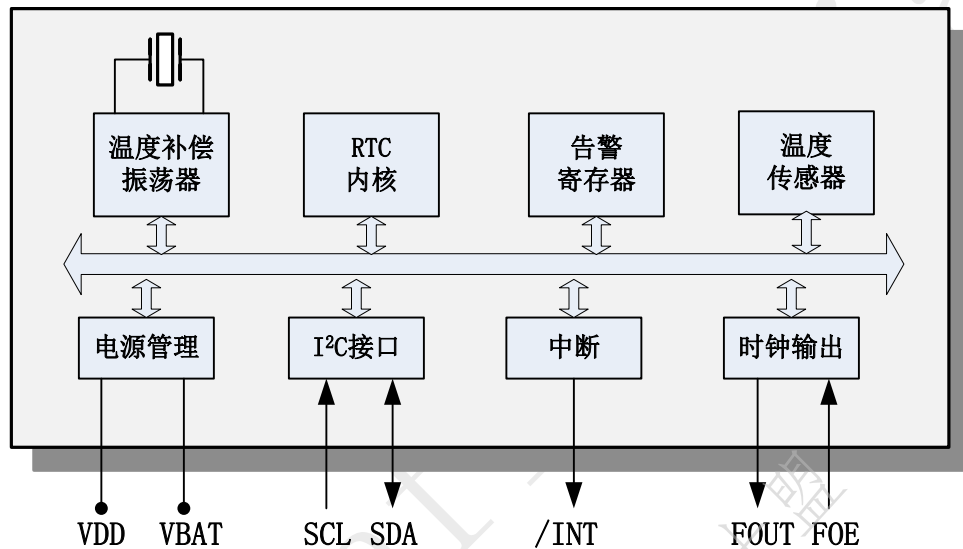 温度补偿
振荡器
RTC
内核
告警
寄存器
温度
传感器
电源管理
I²C接口
中断
时钟输出
VDD
VBAT
SCL
SDA
/INT
FOUT
FOE
盟